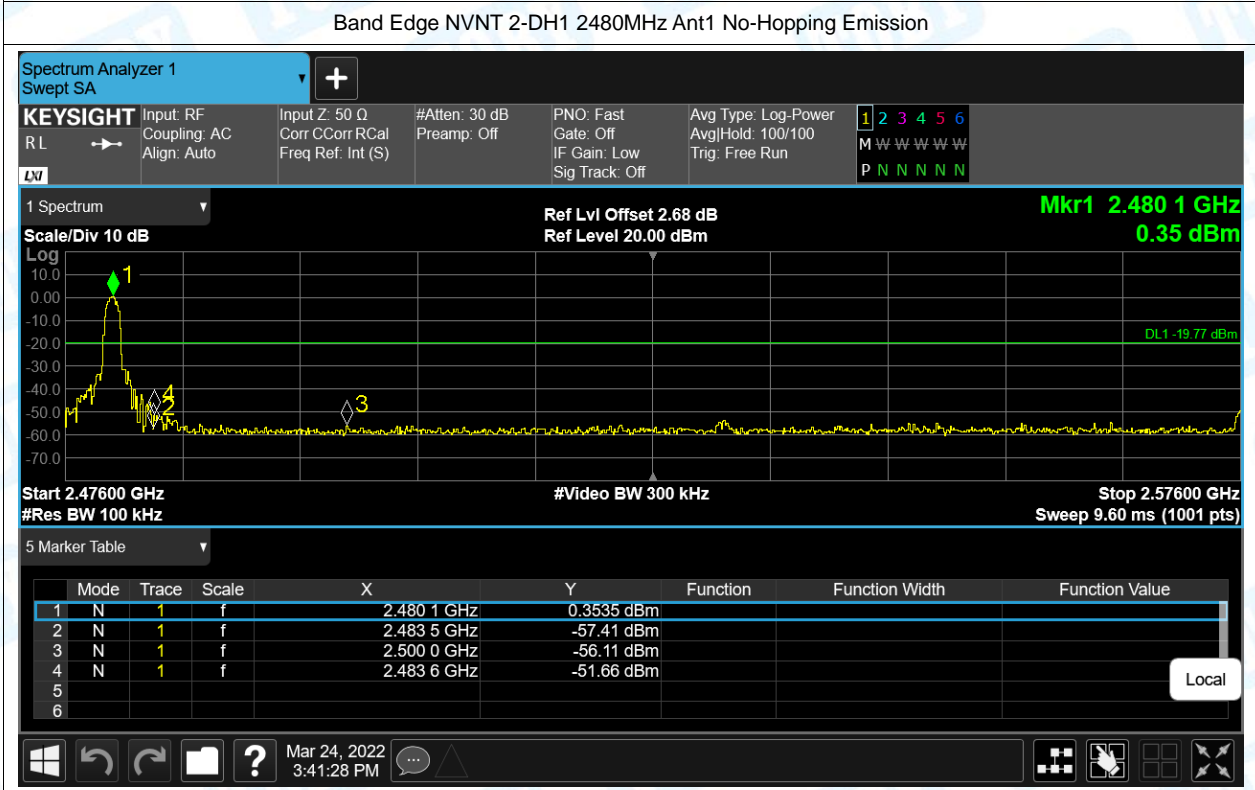 Band Edge NVNT 2-DH1 2480MHz Ant1 No-Hopping Emission
Spectrum Analyzer 1
Swept SA
+
KEYSIGHT
R L
LXI
Input: RF
Coupling: AC
Align: Auto
Input Z: 50 Ω
Corr CCorr RCal
Freq Ref: Int (S)
#Atten: 30 dB
Preamp: Off
PNO: Fast
Gate: Off
IF Gain: Low
Sig Track: Off
Avg Type: Log-Power
Avg|Hold: 100/100
Trig: Free Run
1 2 3 4 5 6
M W W W W W
P N N N N N
1 Spectrum
Scale/Div 10 dB
Ref Lvl Offset 2.68 dB
Ref Level 20.00 dBm
Mkr1 2.480 1 GHz
0.35 dBm
Log
10.0
0.00
-10.0
-20.0
-30.0
-40.0
-50.0
-60.0
-70.0
1
4
2
3
DL1 -19.77 dBm
Start 2.47600 GHz
#Res BW 100 kHz
#Video BW 300 kHz
Stop 2.57600 GHz
Sweep 9.60 ms (1001 pts)
5 Marker Table
Mode Trace Scale X Y Function Function Width Function Value
1 N 1 f 2.480 1 GHz 0.3535 dBm
2 N 1 f 2.483 5 GHz -57.41 dBm
3 N 1 f 2.500 0 GHz -56.11 dBm
4 N 1 f 2.483 6 GHz -51.66 dBm
5
6
Local
?
Mar 24, 2022
3:41:28 PM